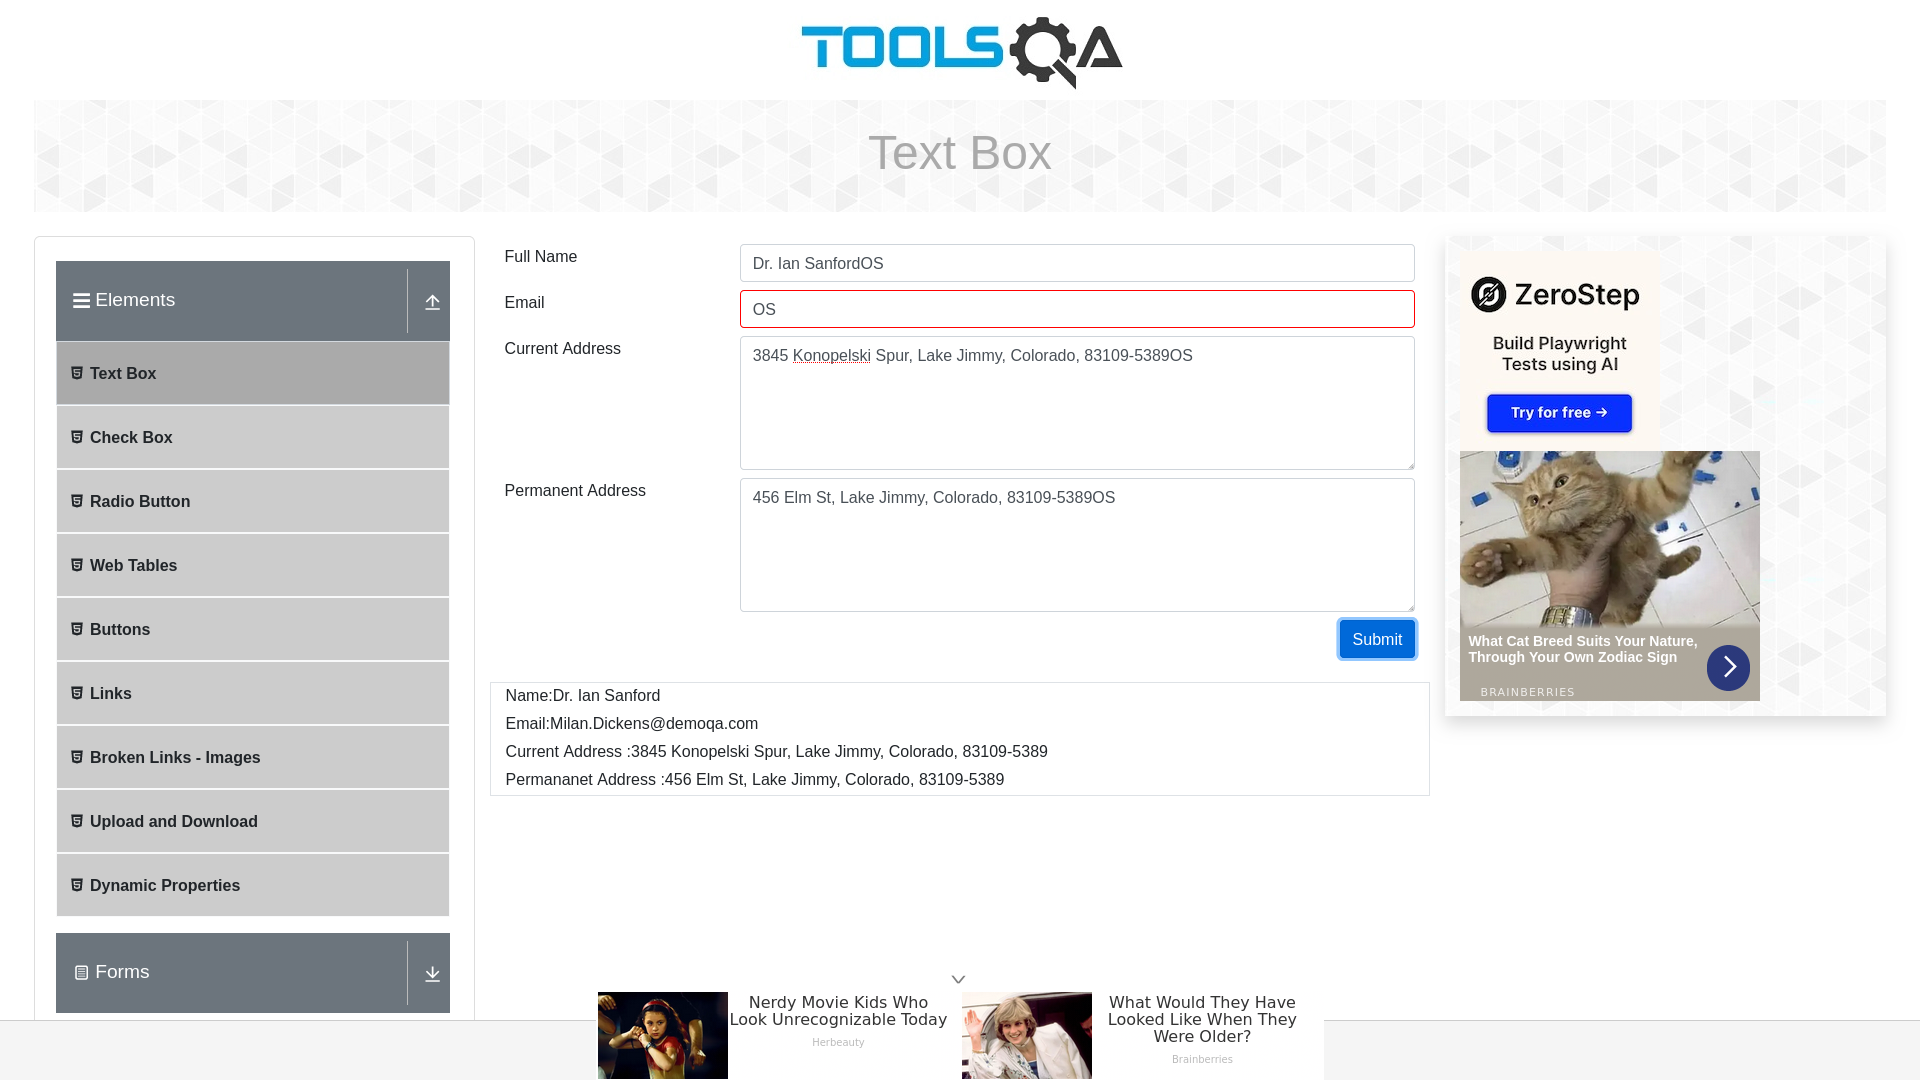 TOOLSQA
Text Box
Elements
Text Box
Check Box
Radio Button
Web Tables
Buttons
Links
Broken Links - Images
Upload and Download
Dynamic Properties
Forms
Full Name
Dr. Ian SanfordOS
Email
OS
Current Address
3845 Konopelski Spur, Lake Jimmy, Colorado, 83109-5389OS
Permanent Address
456 Elm St, Lake Jimmy, Colorado, 83109-5389OS
Submit
Name:Dr. Ian Sanford
Email:Milan.Dickens@demoqa.com
Current Address :3845 Konopelski Spur, Lake Jimmy, Colorado, 83109-5389
Permananet Address :456 Elm St, Lake Jimmy, Colorado, 83109-5389
ZeroStep
Build Playwright
Tests using AI
Try for free →
What Cat Breed Suits Your Nature,
Through Your Own Zodiac Sign
BRAINBERRIES
Nerdy Movie Kids Who
Look Unrecognizable Today
Herbeauty
What Would They Have
Looked Like When They
Were Older?
Brainberries